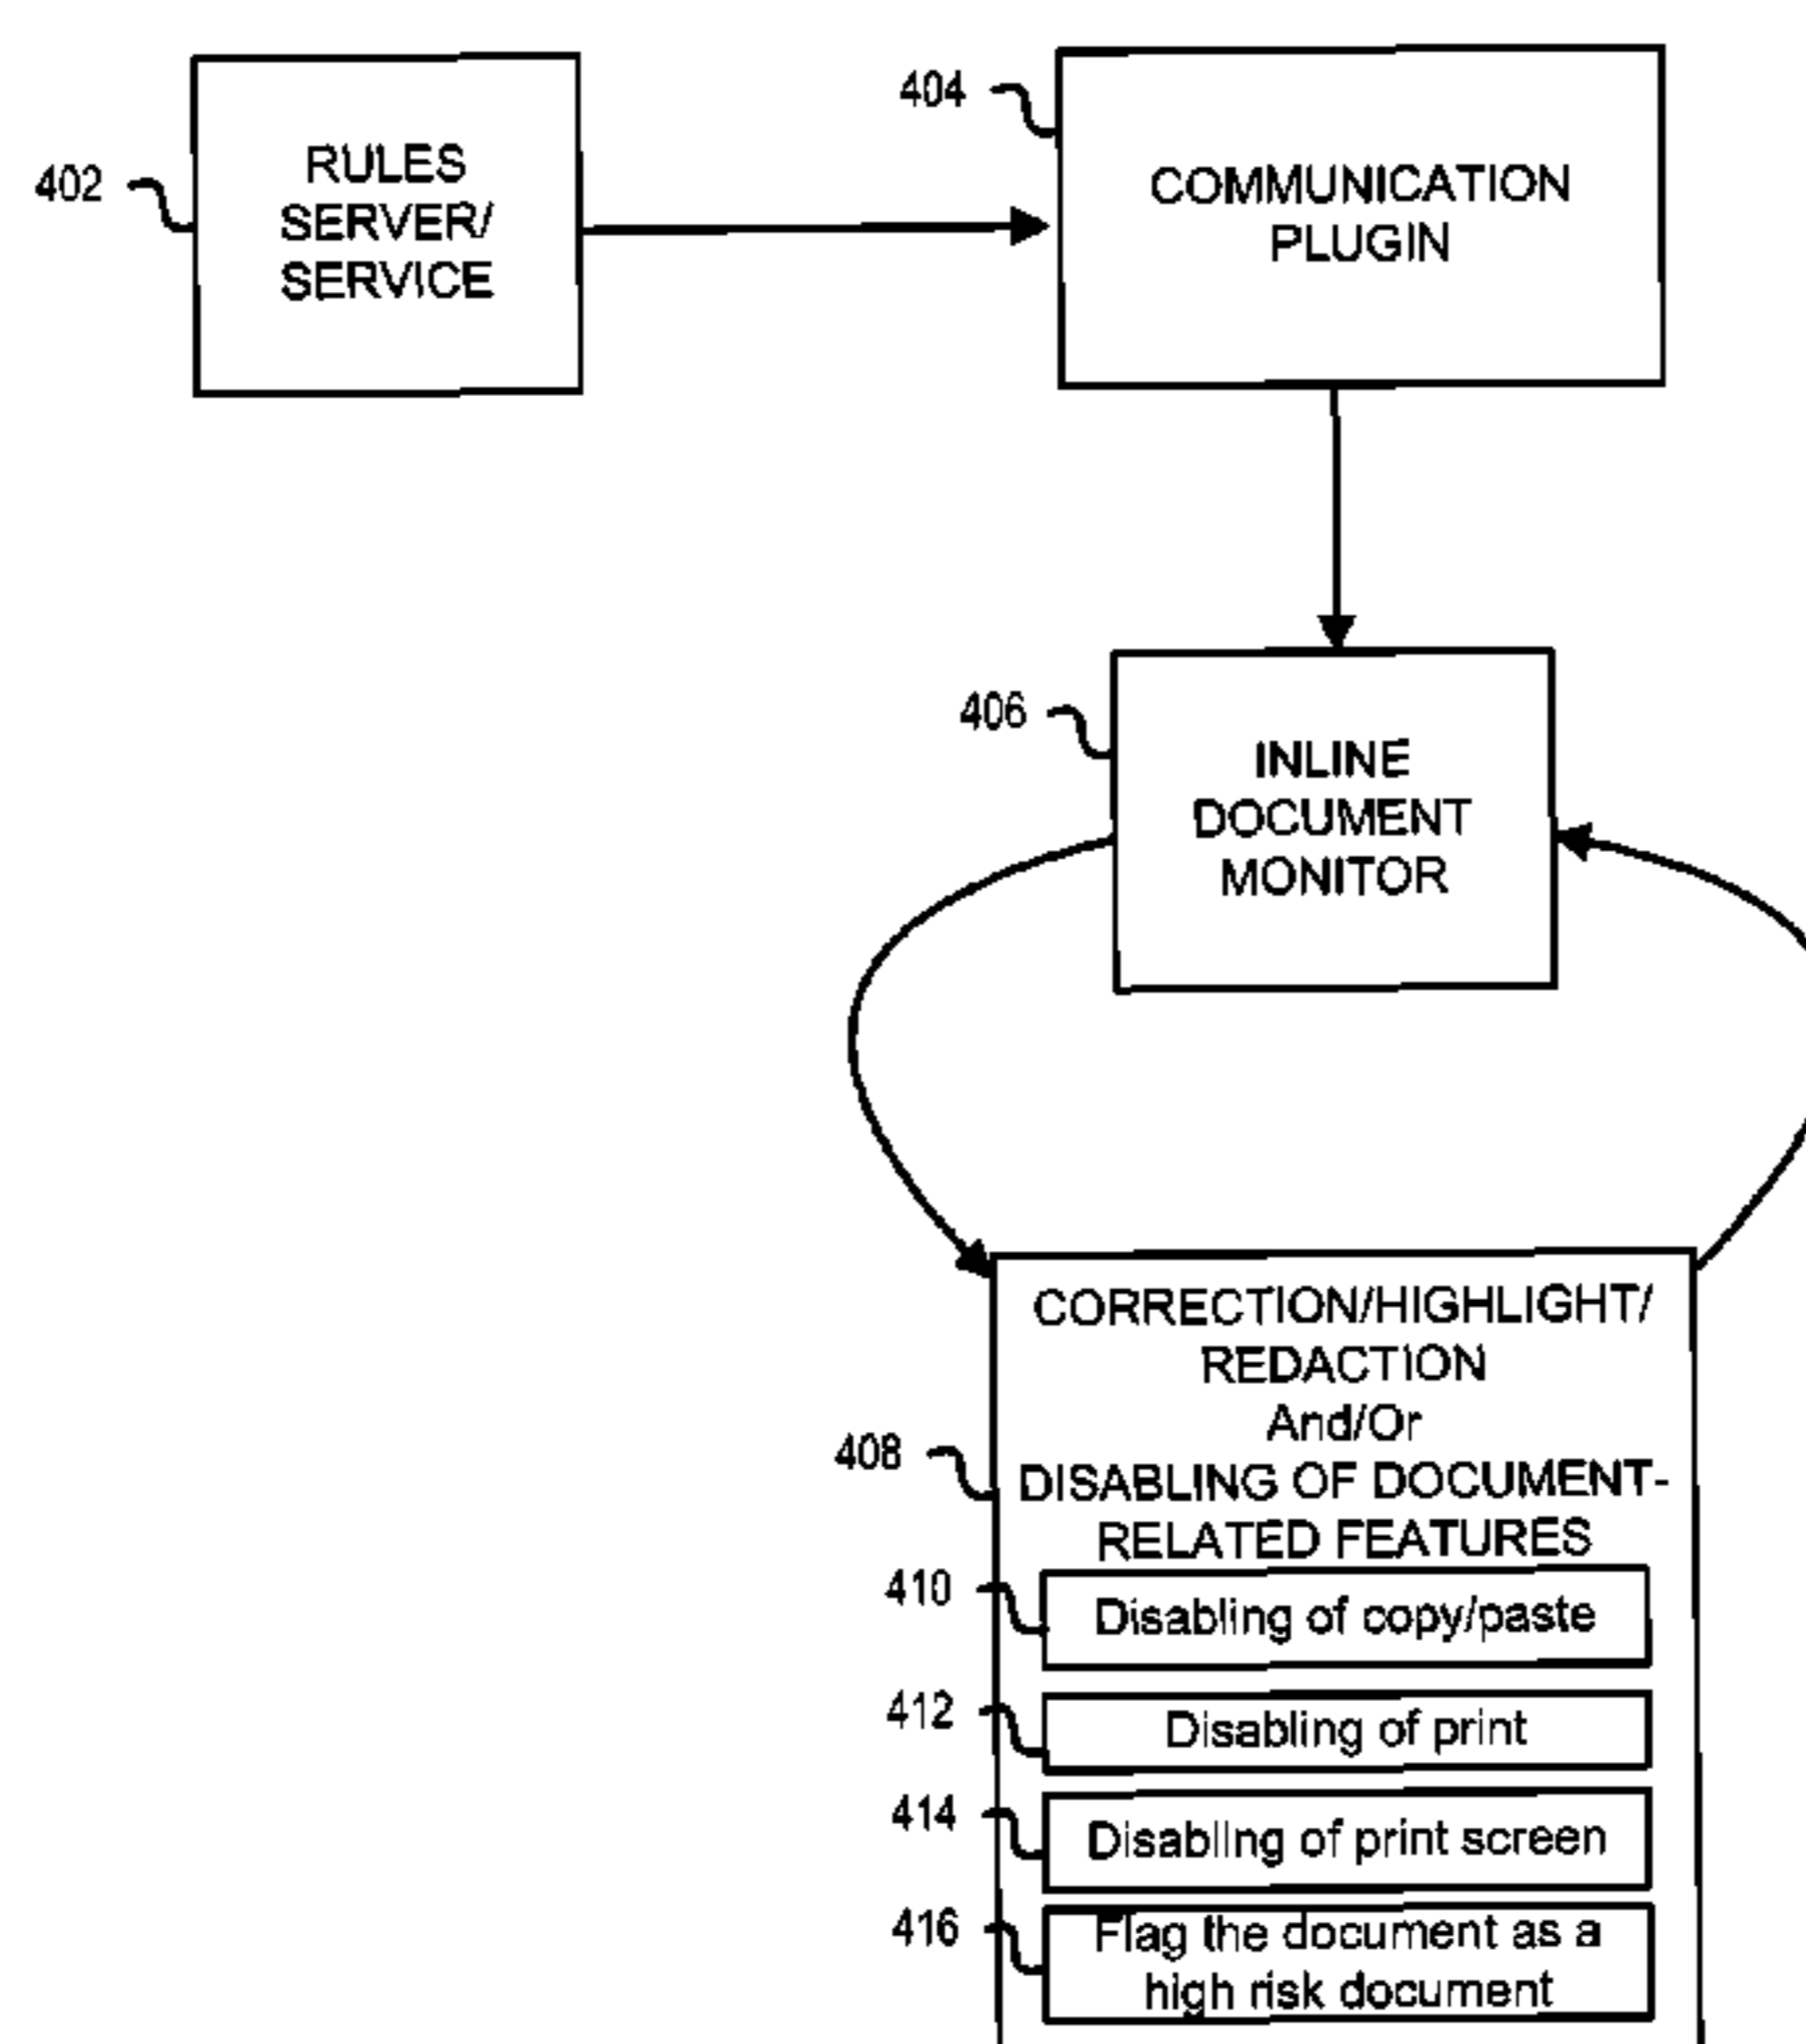 402
RULES
SERVER/
SERVICE
404
COMMUNICATION
PLUGIN
406
INLINE
DOCUMENT
MONITOR
408
CORRECTION/HIGHLIGHT/
REDACTION
And/Or
DISABLING OF DOCUMENT-
RELATED FEATURES
410
Disabling of copy/paste
412
Disabling of print
414
Disabling of print screen
416
Flag the document as a
high risk document